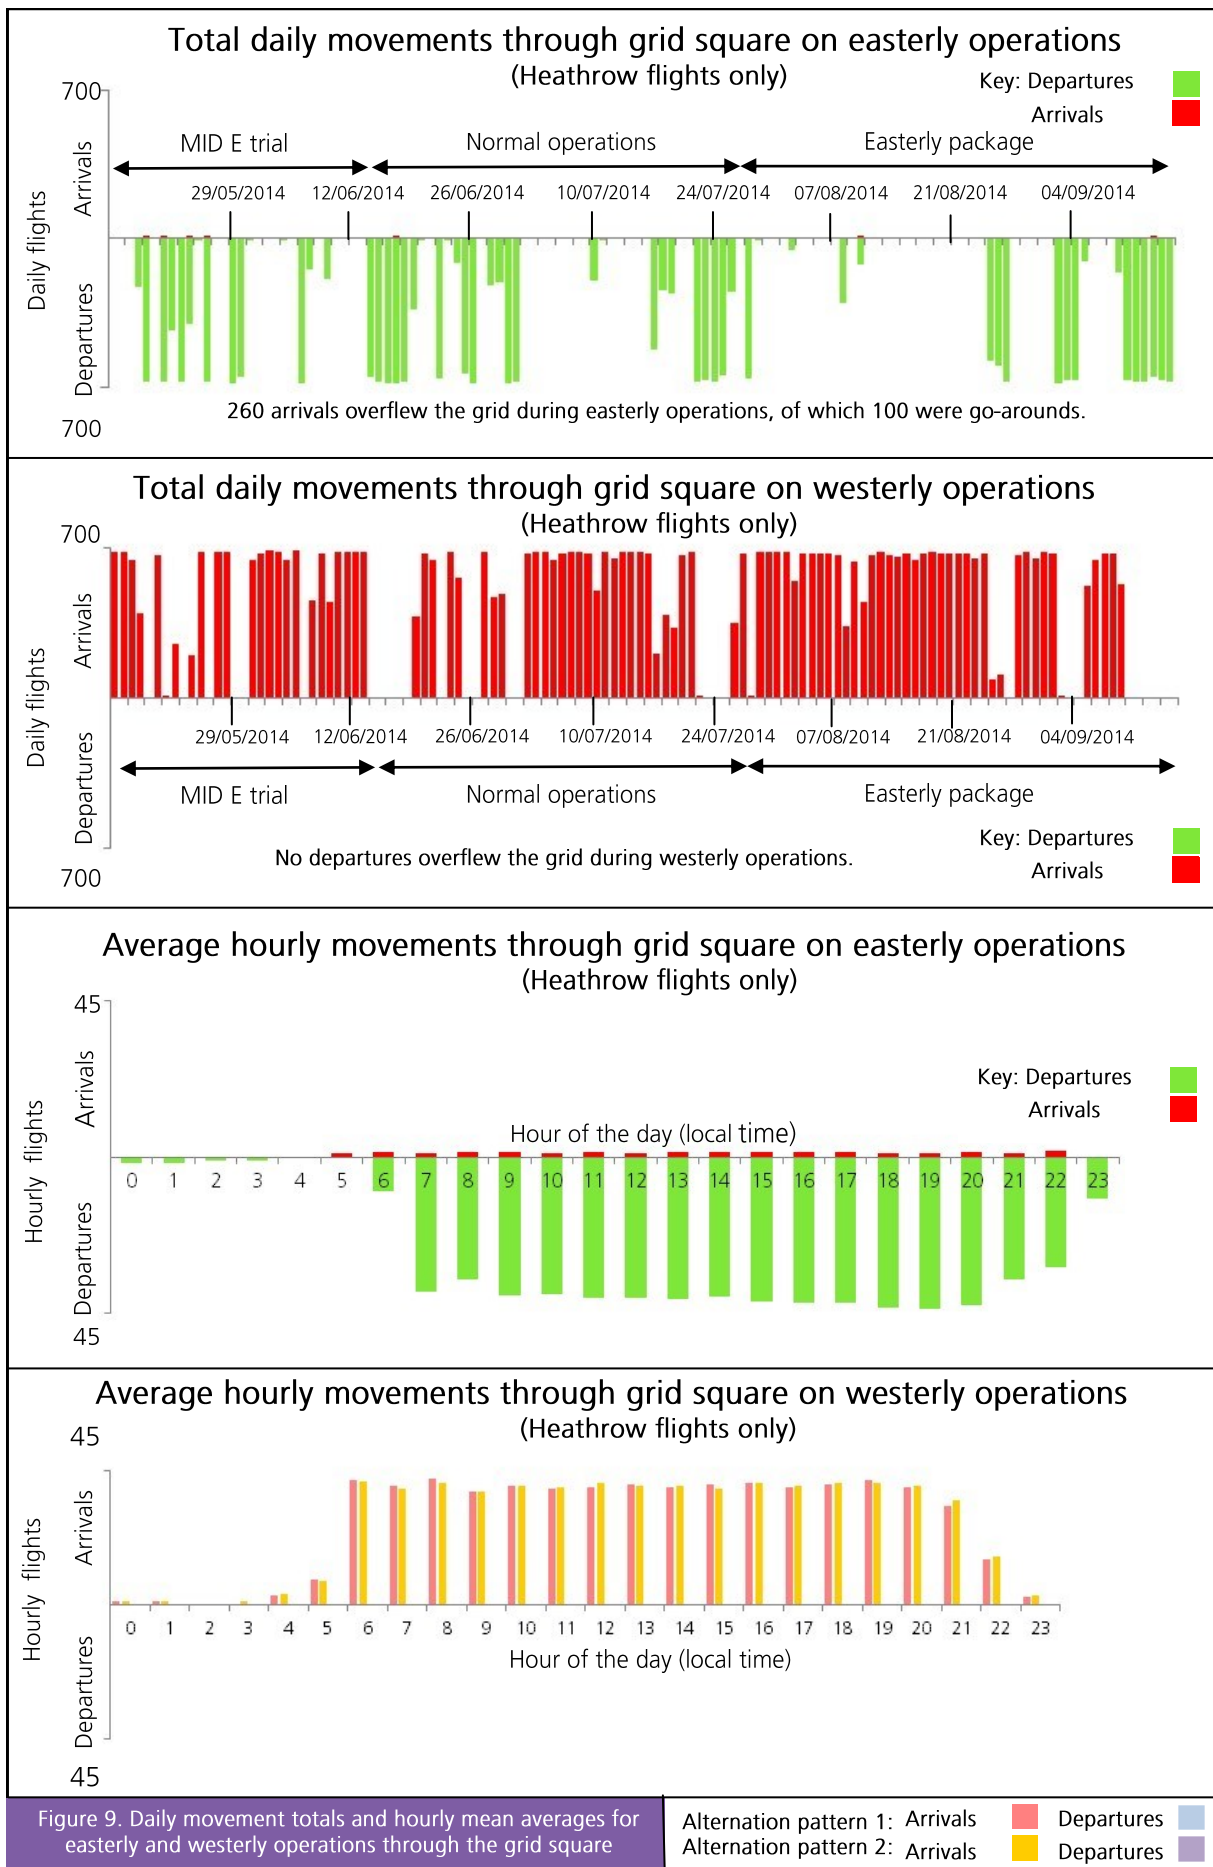 Total daily movements through grid square on easterly operations
(Heathrow flights only)
Key: Departures
Arrivals
700
MID E trial
Normal operations
Easterly package
29/05/2014 12/06/2014 26/06/2014 10/07/2014 24/07/2014 07/08/2014 21/08/2014 04/09/2014
Daily flights
Arrivals
Departures
260 arrivals overflew the grid during easterly operations, of which 100 were go-arounds.
700
Total daily movements through grid square on westerly operations
(Heathrow flights only)
700
Daily flights
Arrivals
Departures
29/05/2014 12/06/2014 26/06/2014 10/07/2014 24/07/2014 07/08/2014 21/08/2014 04/09/2014
MID E trial
Normal operations
Easterly package
Key: Departures
Arrivals
No departures overflew the grid during westerly operations.
700
Average hourly movements through grid square on easterly operations
(Heathrow flights only)
45
Key: Departures
Arrivals
Hourly flights
Arrivals
Departures
Hour of the day (local time)
0 1 2 3 4 5 6 7 8 9 10 11 12 13 14 15 16 17 18 19 20 21 22 23
45
Average hourly movements through grid square on westerly operations
(Heathrow flights only)
45
Hourly flights
Arrivals
Departures
0 1 2 3 4 5 6 7 8 9 10 11 12 13 14 15 16 17 18 19 20 21 22 23
Hour of the day (local time)
45
Figure 9. Daily movement totals and hourly mean averages for
easterly and westerly operations through the grid square
Alternation pattern 1: Arrivals Departures
Alternation pattern 2: Arrivals Departures